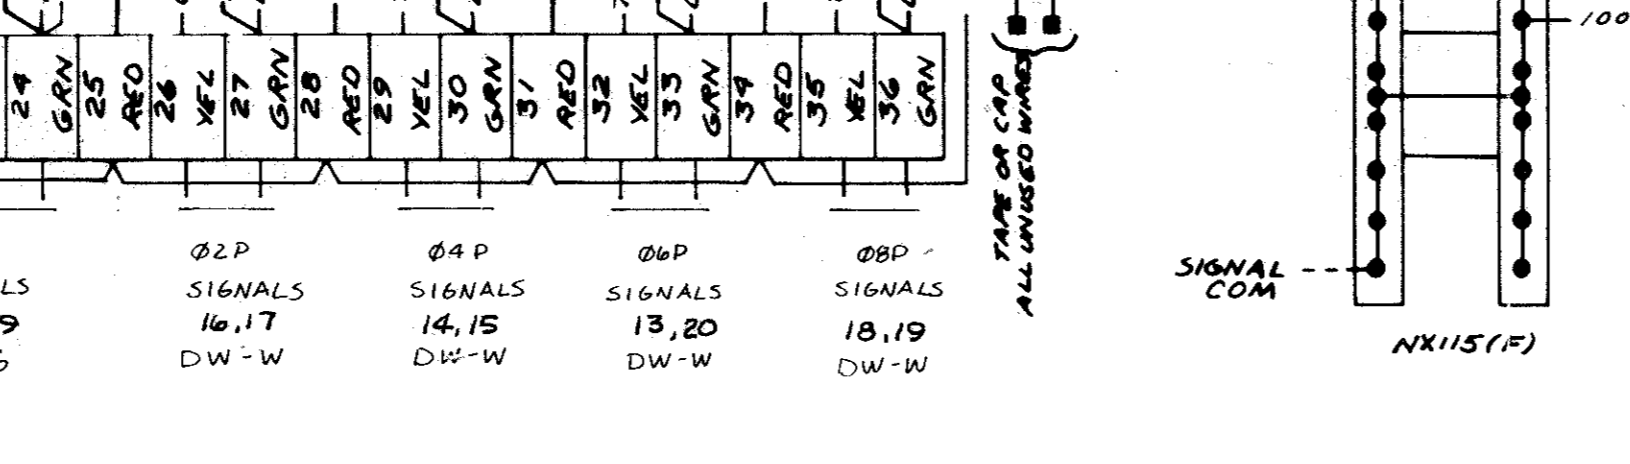 100
24 GRN 25 RED 26 YEL 27 GRN 28 RED 29 YEL 30 GRN 31 RED 32 YEL 33 GRN 34 RED 35 YEL 36 GRN
TAPE OR CAP
ALL UNUSED WIRES
Ø2P
SIGNALS
16,17
DW-W
Ø4P
SIGNALS
14,15
DW-W
Ø6P
SIGNALS
13,20
DW-W
Ø8P
SIGNALS
18,19
DW-W
LS
9
SIGNAL
COM
NX115(F)